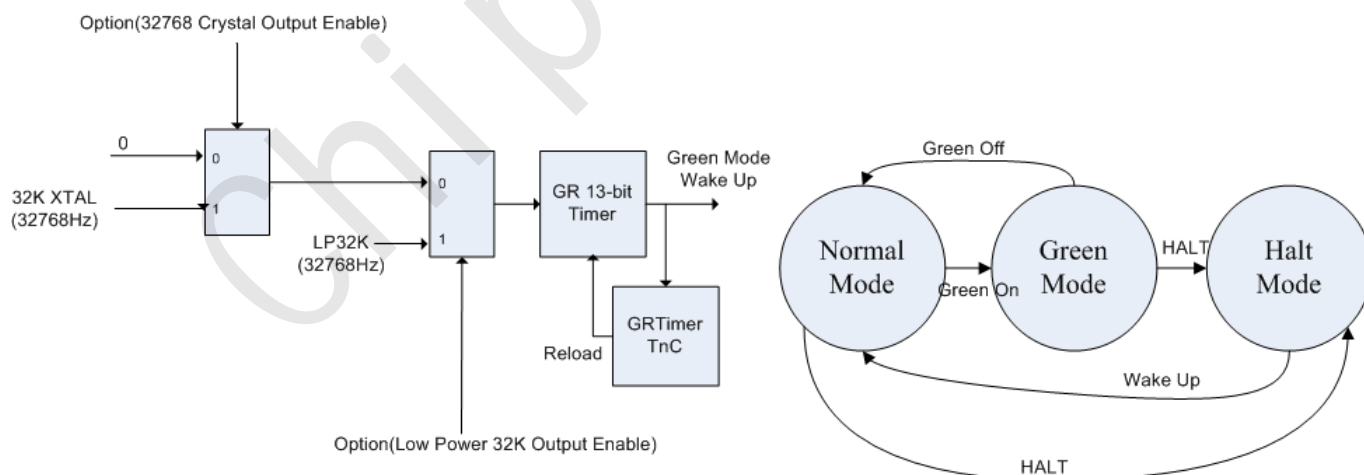 Option(32768 Crystal Output Enable)
0
0
32K XTAL
(32768Hz)
1
0
LP32K
(32768Hz)
1
GR 13-bit
Timer
Green Mode
Wake Up
GRTimer
TnC
Reload
Option(Low Power 32K Output Enable)
Green Off
Normal
Mode
Green On
Green
Mode
HALT
Halt
Mode
Wake Up
HALT
Chip